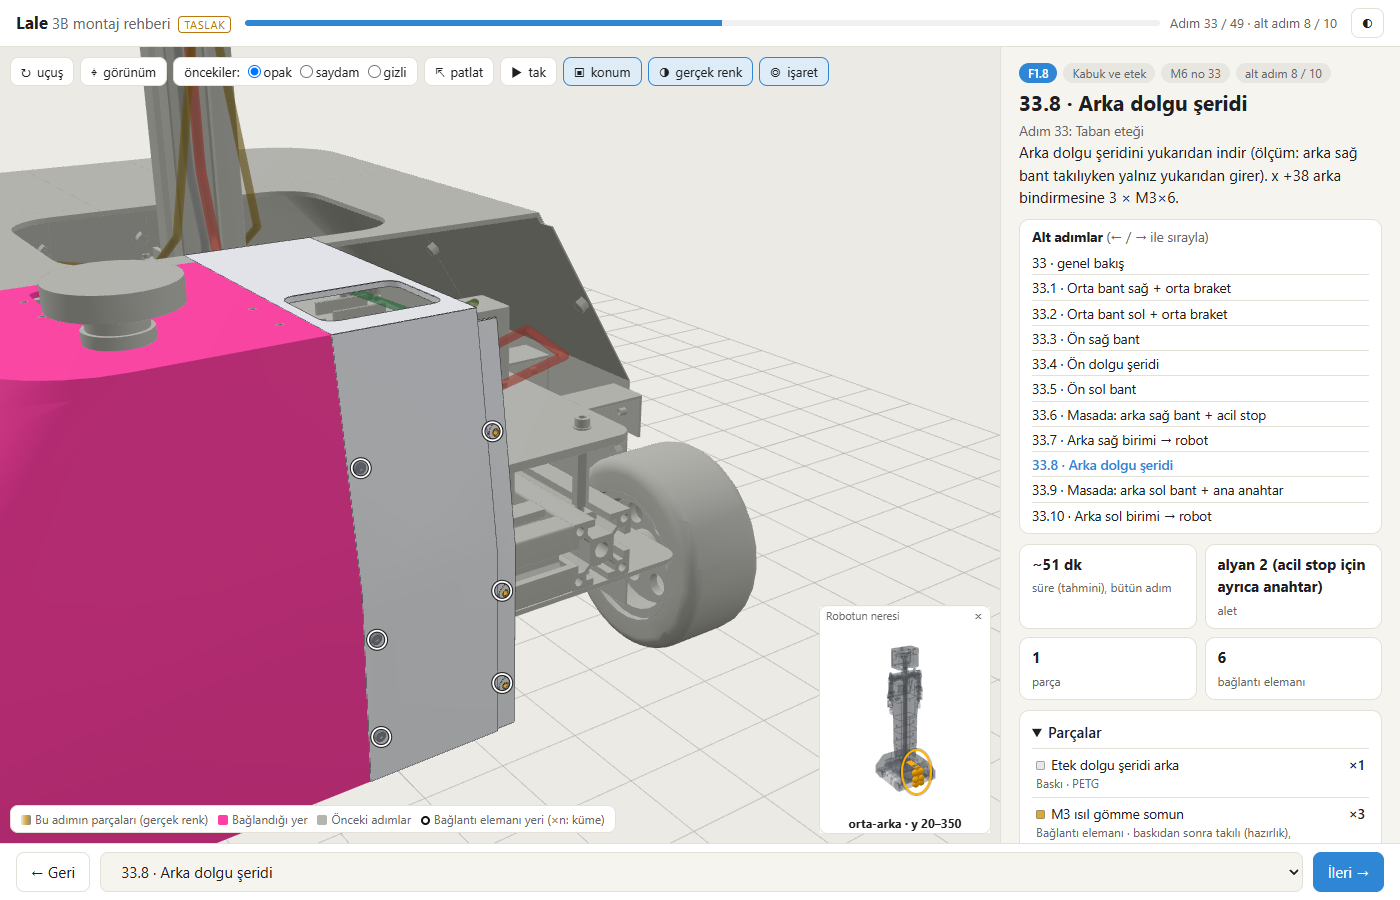 Lale 3B montaj rehberi TASLAK
Adım 33 / 49 · alt adım 8 / 10
↻ uçuş
⌖ görünüm
öncekiler: opak saydam gizli
⇱ patlat
▶ tak
▣ konum
◑ gerçek renk
◎ işaret
F1.8 Kabuk ve etek M6 no 33 alt adım 8 / 10
33.8 · Arka dolgu şeridi
Adım 33: Taban eteği
Arka dolgu şeridini yukarıdan indir (ölçüm: arka sağ
bant takılıyken yalnız yukarıdan girer). x +38 arka
bindirmesine 3 × M3×6.
Alt adımlar (← / → ile sırayla)
33 · genel bakış
33.1 · Orta bant sağ + orta braket
33.2 · Orta bant sol + orta braket
33.3 · Ön sağ bant
33.4 · Ön dolgu şeridi
33.5 · Ön sol bant
33.6 · Masada: arka sağ bant + acil stop
33.7 · Arka sağ birimi → robot
33.8 · Arka dolgu şeridi
33.9 · Masada: arka sol bant + ana anahtar
33.10 · Arka sol birimi → robot
~51 dk
süre (tahmini), bütün adım
alyan 2 (acil stop için
ayrıca anahtar)
alet
1
parça
6
bağlantı elemanı
▼ Parçalar
Etek dolgu şeridi arka ×1
Baskı · PETG
M3 ısıl gömme somun ×3
Bağlantı elemanı · baskıdan sonra takılı (hazırlık),
Robotun neresi ×
orta-arka · y 20–350
Bu adımın parçaları (gerçek renk) Bağlandığı yer Önceki adımlar Bağlantı elemanı yeri (×n: küme)
← Geri
33.8 · Arka dolgu şeridi
İleri →